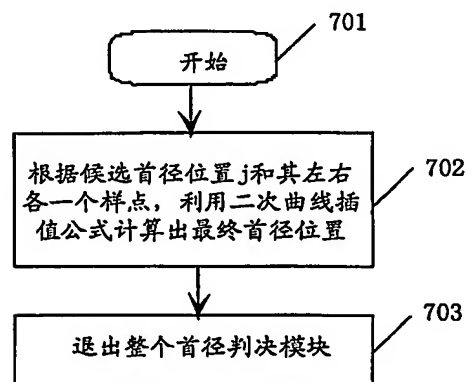 701
开始
702
根据候选首径位置j和其左右
各一个样点，利用二次曲线插
值公式计算出最终首径位置
703
退出整个首径判决模块